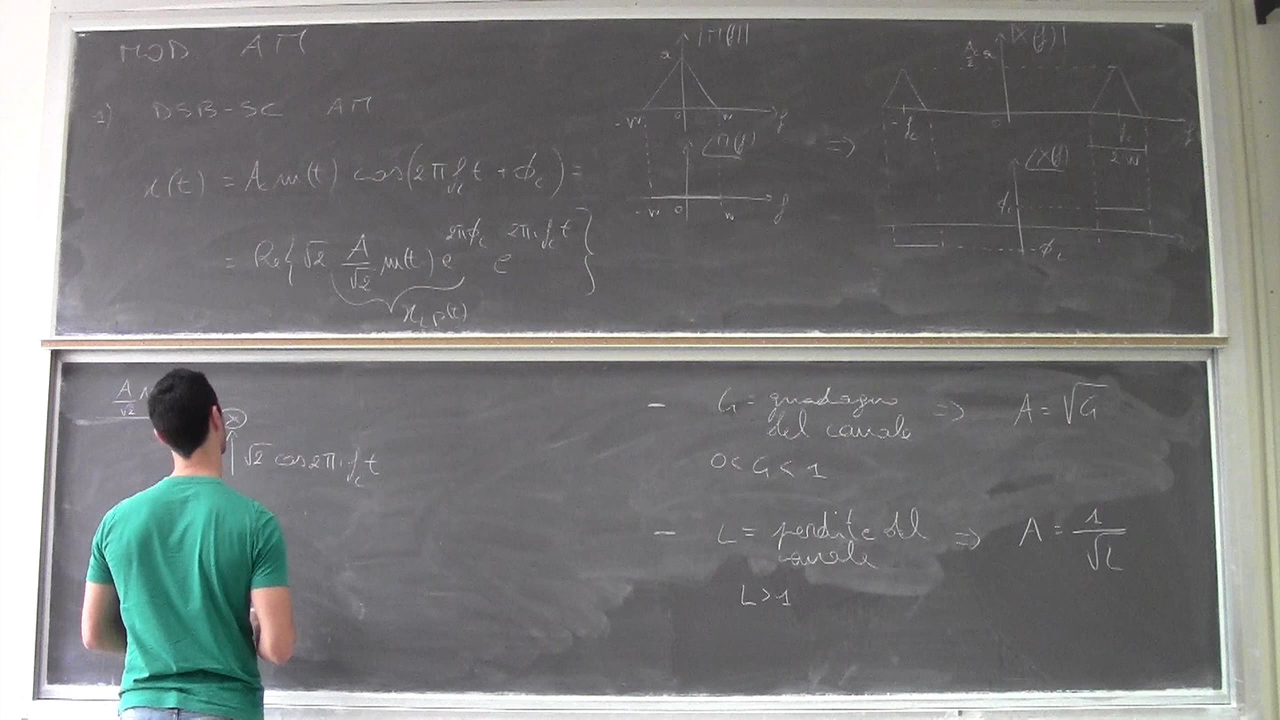 MOD AM
1) DSB-SC AM
x(t) = A m(t) cos(2π f_c t + ϕ_c) =
= Re{ √2 A/√2 m(t) e^{2πϕ_c} e^{2π f_c t} }
x_LP(t)
|M(f)|
a
-W 0 W f
∠M(f)
-W 0 W f
⇒
|X(f)|
A/2 a
-f_c 0 f_c f
2W
∠X(f)
ϕ_c
-ϕ_c
A/√2
×
√2 cos 2π f_c t
- G = guadagno ⇒ A = √G
del canale
0 < G < 1
- L = perdite del ⇒ A = 1/√L
canale
L > 1